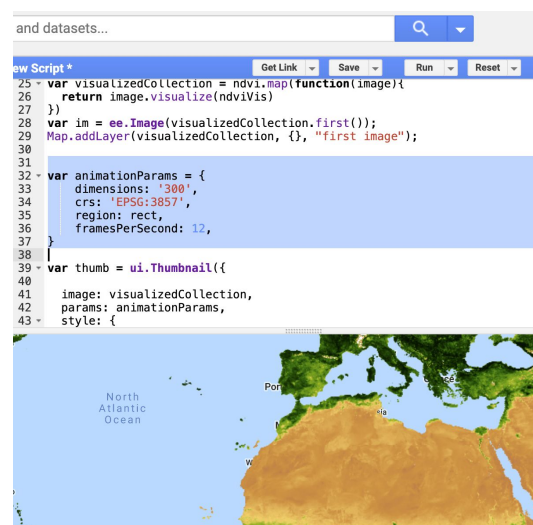 and datasets...
ew Script *
Get Link
Save
Run
Reset
25 var visualizedCollection = ndvi.map(function(image){
26 return image.visualize(ndviVis)
27 })
28 var im = ee.Image(visualizedCollection.first());
29 Map.addLayer(visualizedCollection, {}, "first image");
30
31
32 var animationParams = {
33 dimensions: '300',
34 crs: 'EPSG:3857',
35 region: rect,
36 framesPerSecond: 12,
37 }
38
39 var thumb = ui.Thumbnail({
40
41 image: visualizedCollection,
42 params: animationParams,
43 style: {
Por
North
Atlantic
Ocean